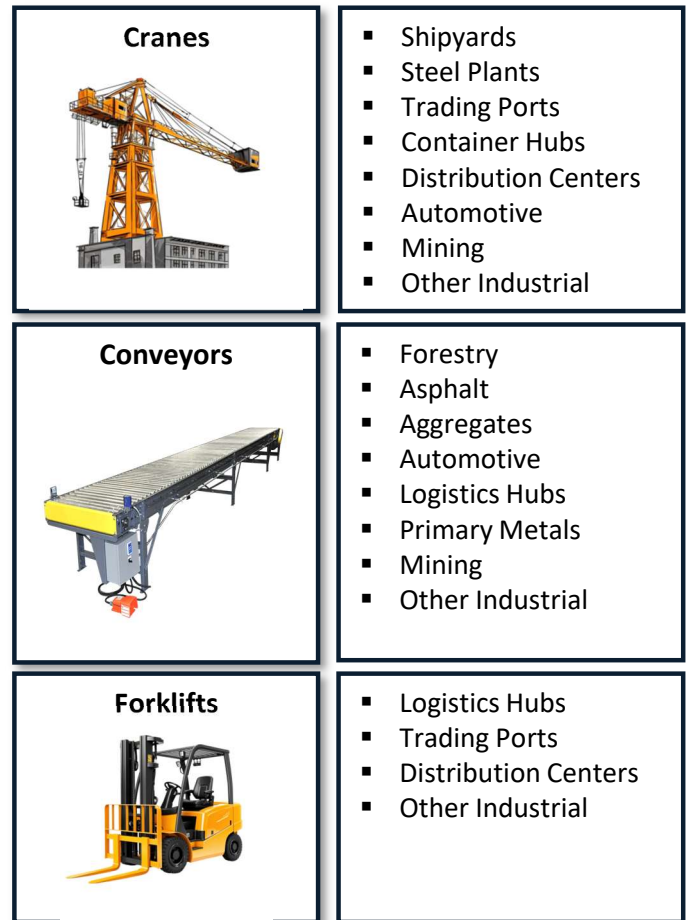 Cranes
▪ Shipyards
▪ Steel Plants
▪ Trading Ports
▪ Container Hubs
▪ Distribution Centers
▪ Automotive
▪ Mining
▪ Other Industrial
Conveyors
▪ Forestry
▪ Asphalt
▪ Aggregates
▪ Automotive
▪ Logistics Hubs
▪ Primary Metals
▪ Mining
▪ Other Industrial
Forklifts
▪ Logistics Hubs
▪ Trading Ports
▪ Distribution Centers
▪ Other Industrial